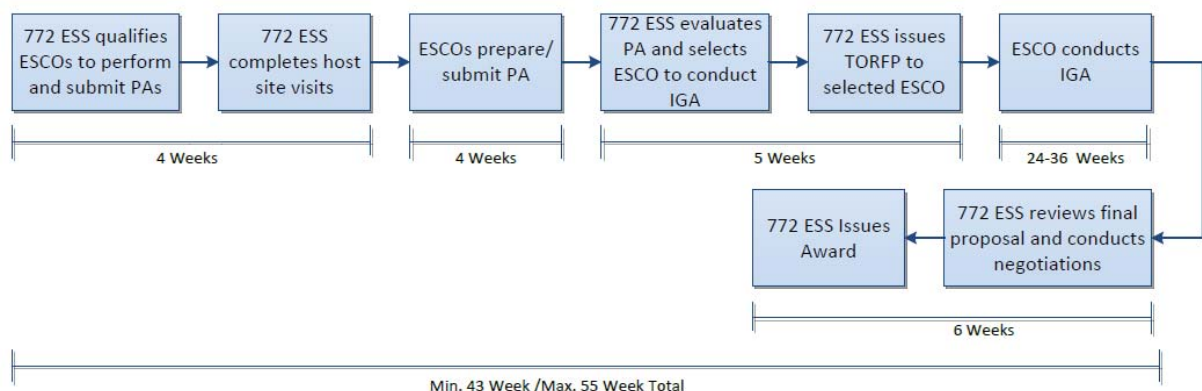 772 ESS qualifies
ESCOs to perform
and submit PAs
772 ESS
completes host
site visits
ESCOs prepare/
submit PA
772 ESS evaluates
PA and selects
ESCO to conduct
IGA
772 ESS issues
TORFP to
selected ESCO
ESCO conducts
IGA
4 Weeks
4 Weeks
5 Weeks
24-36 Weeks
772 ESS Issues
Award
772 ESS reviews final
proposal and conducts
negotiations
6 Weeks
Min. 43 Week /Max. 55 Week Total